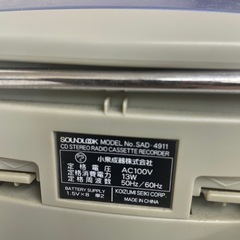 SOUNDLOOK MODEL No. SAD-4911
CD STEREO RADIO CASSETTE RECORDER
小泉成器株式会社
定格電圧 AC100V
定格消費電力 13W
定格周波数 50Hz/60Hz
BATTERY SUPPLY KOIZUMI SEIKI CORP.
1.5V×8 単2 MADE IN CHINA